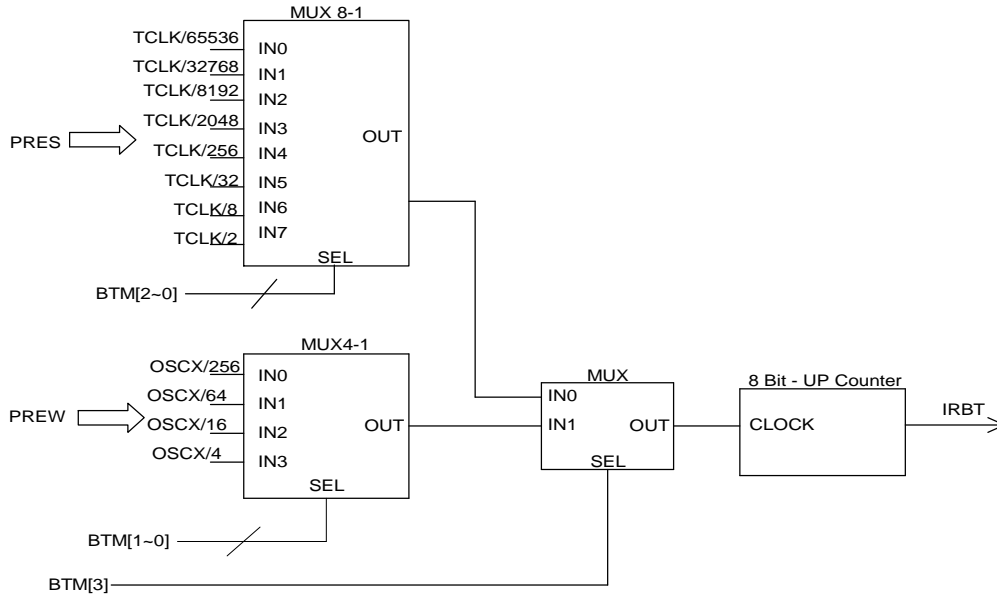 MUX 8-1
TCLK/65536
IN0
TCLK/32768
IN1
TCLK/8192
IN2
TCLK/2048
IN3
PRES
OUT
TCLK/256
IN4
TCLK/32
IN5
TCLK/8
IN6
TCLK/2
IN7
SEL
BTM[2~0]
MUX4-1
OSCX/256
IN0
OSCX/64
IN1
PREW
OSCX/16
IN2
OUT
OSCX/4
IN3
SEL
BTM[1~0]
MUX
IN0
IN1
OUT
SEL
8 Bit - UP Counter
CLOCK
IRBT
BTM[3]